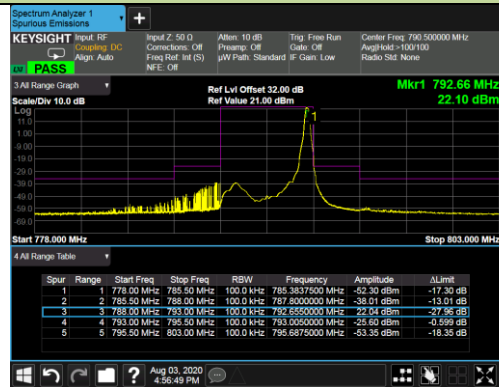 Spectrum Analyzer 1
Spurious Emissions
+
KEYSIGHT Input: RF Input Z: 50 Ω Atten: 10 dB Trig: Free Run Center Freq: 790.500000 MHz
Coupling: DC Corrections: Off Preamp: Off Gate: Off Avg|Hold:>100/100
Align: Auto Freq Ref: Int (S) µW Path: Standard IF Gain: Low Radio Std: None
NFE: Off
PASS
3 All Range Graph
Ref Lvl Offset 32.00 dB Mkr1 792.66 MHz
Scale/Div 10.0 dB Ref Value 21.00 dBm 22.10 dBm
Log
11.0
1.00
-9.00
-19.0
-29.0
-39.0
-49.0
-59.0
-69.0
1
Start 778.000 MHz Stop 803.000 MHz
4 All Range Table
Spur Range Start Freq Stop Freq RBW Frequency Amplitude ΔLimit
1 1 778.00 MHz 785.50 MHz 100.0 kHz 785.3837500 MHz -52.30 dBm -17.30 dB
2 2 785.50 MHz 788.00 MHz 100.0 kHz 787.8000000 MHz -38.01 dBm -13.01 dB
3 3 788.00 MHz 793.00 MHz 100.0 kHz 792.6550000 MHz 22.04 dBm -27.96 dB
4 4 793.00 MHz 795.50 MHz 100.0 kHz 793.0050000 MHz -25.60 dBm -0.599 dB
5 5 795.50 MHz 803.00 MHz 100.0 kHz 795.6875000 MHz -53.35 dBm -18.35 dB
?
Aug 03, 2020
4:56:49 PM